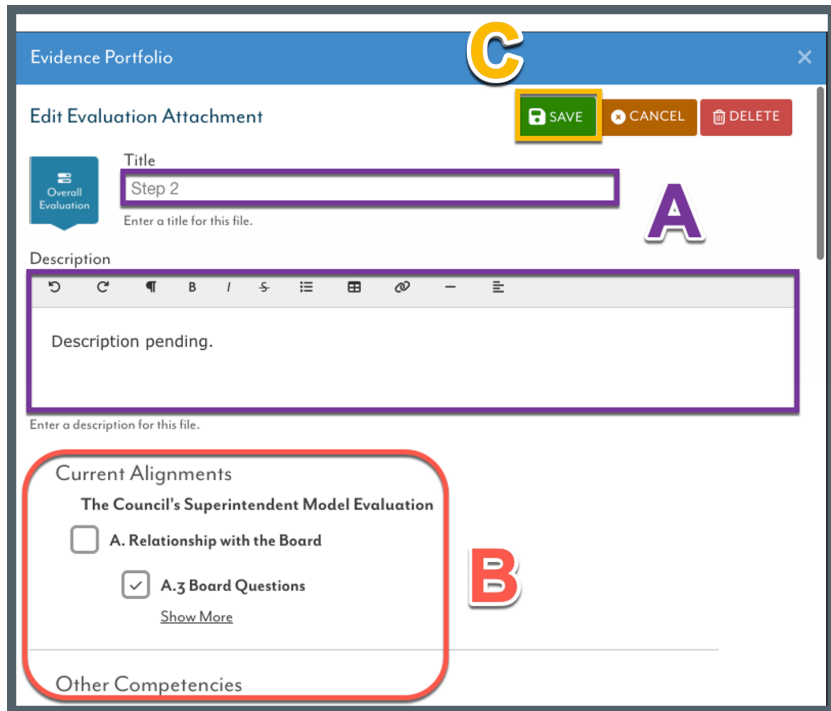 C
Evidence Portfolio
Edit Evaluation Attachment
SAVE
CANCEL
DELETE
Title
Overall
Evaluation
Step 2
A
Enter a title for this file.
Description
B I S
Description pending.
Enter a description for this file.
Current Alignments
The Council's Superintendent Model Evaluation
A. Relationship with the Board
B
A.3 Board Questions
Show More
Other Competencies